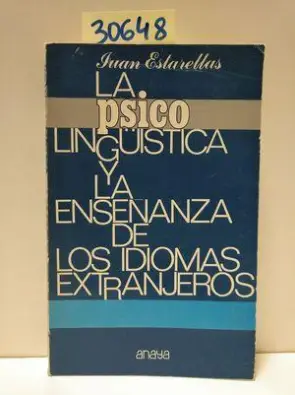 30648
Juan Estarellas
LA
psico
LINGÜISTICA
Y LA
ENSEÑANZA
DE
LOS IDIOMAS
EXTRANJEROS
anaya